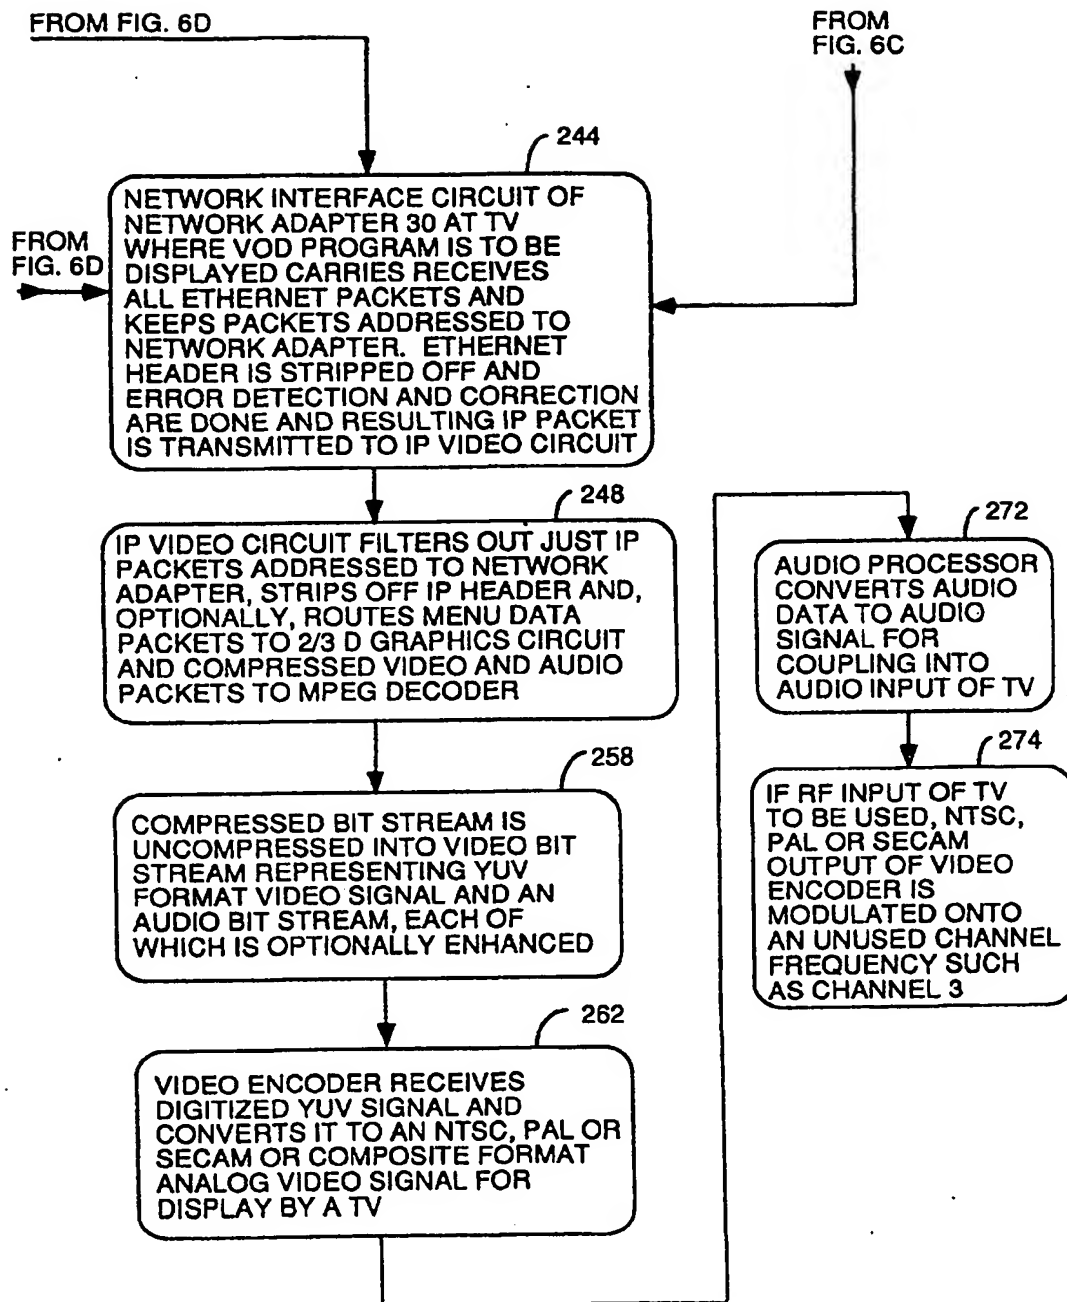 FROM FIG. 6D
FROM
FIG. 6C
244
NETWORK INTERFACE CIRCUIT OF
NETWORK ADAPTER 30 AT TV
WHERE VOD PROGRAM IS TO BE
DISPLAYED CARRIES RECEIVES
ALL ETHERNET PACKETS AND
KEEPS PACKETS ADDRESSED TO
NETWORK ADAPTER. ETHERNET
HEADER IS STRIPPED OFF AND
ERROR DETECTION AND CORRECTION
ARE DONE AND RESULTING IP PACKET
IS TRANSMITTED TO IP VIDEO CIRCUIT
FROM
FIG. 6D
248
IP VIDEO CIRCUIT FILTERS OUT JUST IP
PACKETS ADDRESSED TO NETWORK
ADAPTER, STRIPS OFF IP HEADER AND,
OPTIONALLY, ROUTES MENU DATA
PACKETS TO 2/3 D GRAPHICS CIRCUIT
AND COMPRESSED VIDEO AND AUDIO
PACKETS TO MPEG DECODER
258
COMPRESSED BIT STREAM IS
UNCOMPRESSED INTO VIDEO BIT
STREAM REPRESENTING YUV
FORMAT VIDEO SIGNAL AND AN
AUDIO BIT STREAM, EACH OF
WHICH IS OPTIONALLY ENHANCED
262
VIDEO ENCODER RECEIVES
DIGITIZED YUV SIGNAL AND
CONVERTS IT TO AN NTSC, PAL OR
SECAM OR COMPOSITE FORMAT
ANALOG VIDEO SIGNAL FOR
DISPLAY BY A TV
272
AUDIO PROCESSOR
CONVERTS AUDIO
DATA TO AUDIO
SIGNAL FOR
COUPLING INTO
AUDIO INPUT OF TV
274
IF RF INPUT OF TV
TO BE USED, NTSC,
PAL OR SECAM
OUTPUT OF VIDEO
ENCODER IS
MODULATED ONTO
AN UNUSED CHANNEL
FREQUENCY SUCH
AS CHANNEL 3